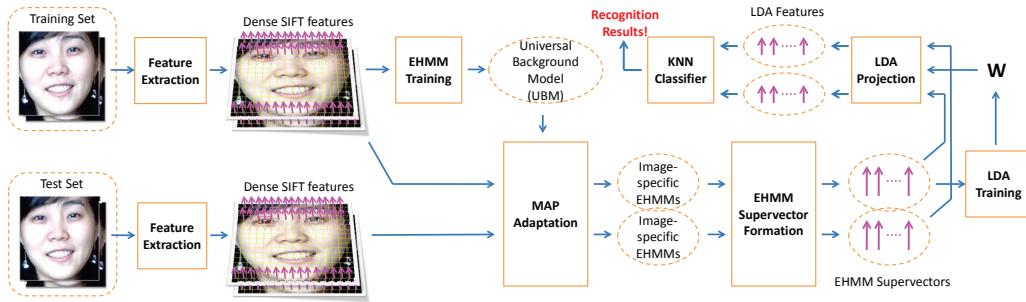 Training Set
Feature
Extraction
Dense SIFT features
EHMM
Training
Universal
Background
Model
(UBM)
Recognition
Results!
KNN
Classifier
LDA Features
LDA
Projection
W
Test Set
Feature
Extraction
Dense SIFT features
MAP
Adaptation
Image-
specific
EHMMs
Image-
specific
EHMMs
EHMM
Supervector
Formation
EHMM Supervectors
LDA
Training